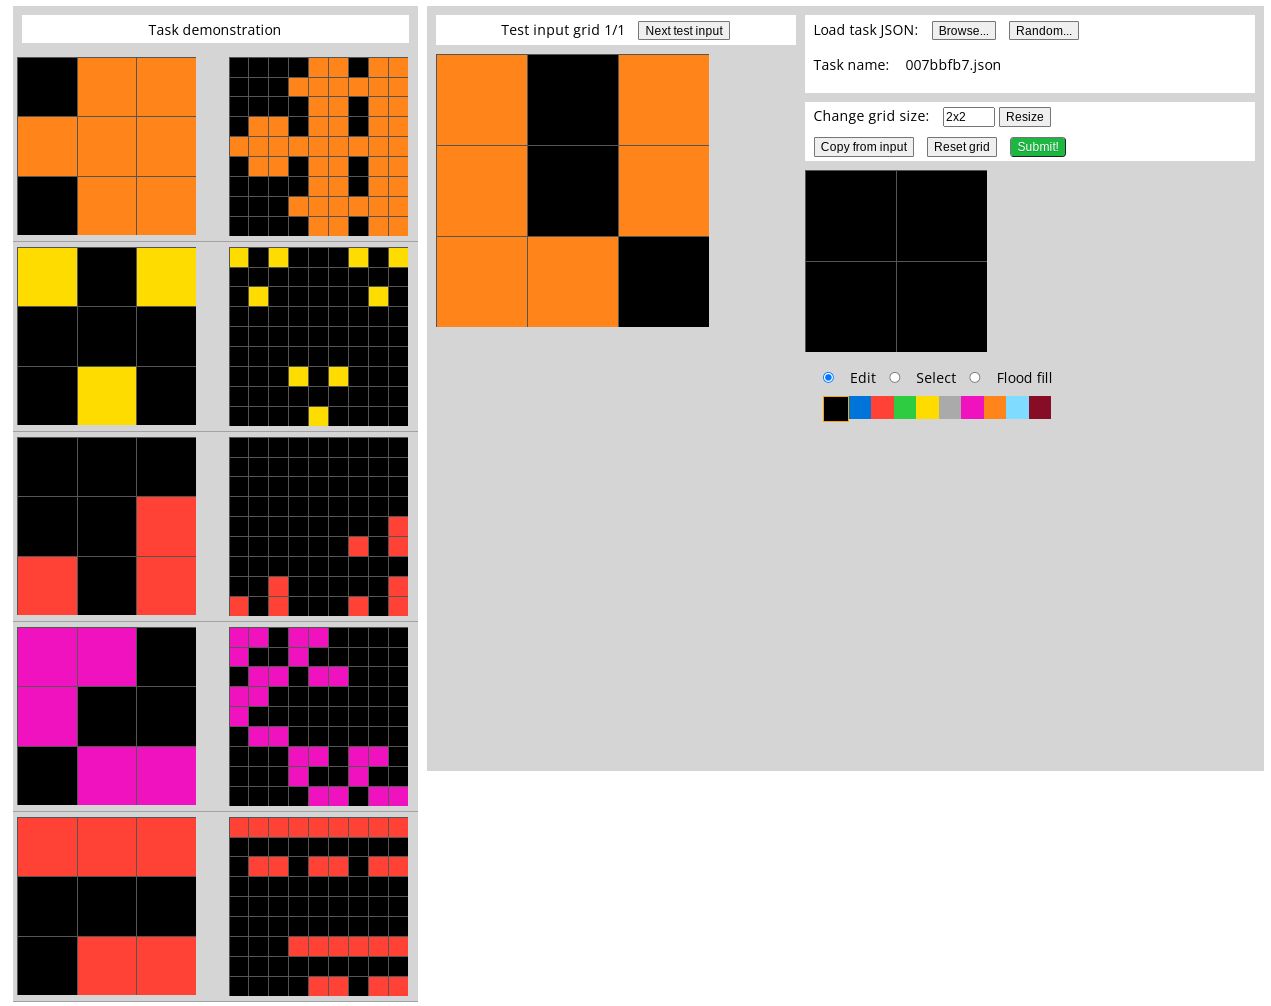 Task demonstration
Test input grid 1/1 Next test input
Load task JSON: Browse... Random...
Task name: 007bbfb7.json
Change grid size: 2x2 Resize
Copy from input Reset grid Submit!
Edit Select Flood fill